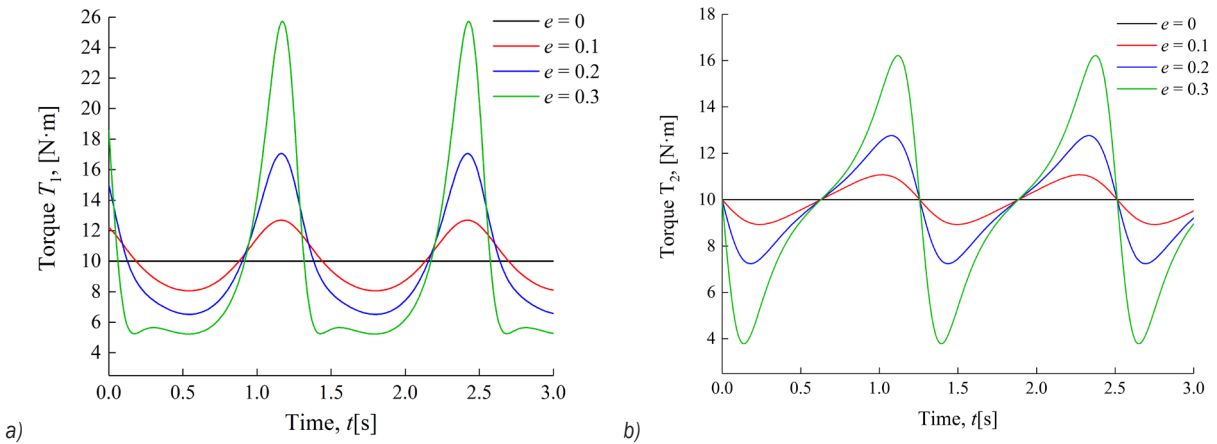 26
24
22
20
18
16
14
12
10
8
6
4
Torque T₁, [N·m]
0.0 0.5 1.0 1.5 2.0 2.5 3.0
Time, t[s]
e = 0
e = 0.1
e = 0.2
e = 0.3
a)
18
16
14
12
10
8
6
4
Torque T₂, [N·m]
0.0 0.5 1.0 1.5 2.0 2.5 3.0
Time, t[s]
e = 0
e = 0.1
e = 0.2
e = 0.3
b)